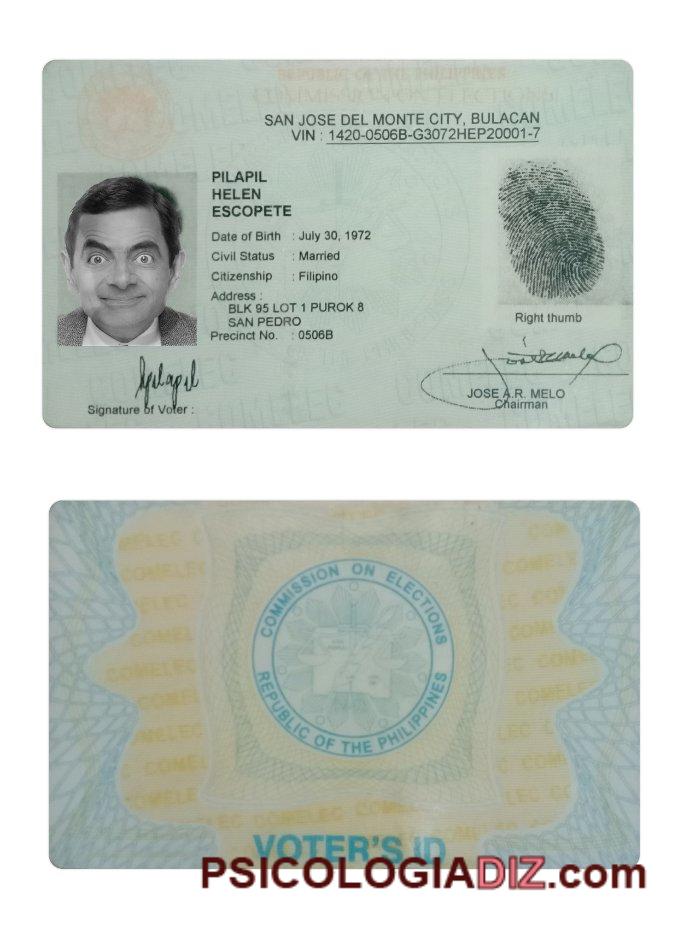 REPUBLIC OF THE PHILIPPINES
COMMISSION ON ELECTIONS
SAN JOSE DEL MONTE CITY, BULACAN
VIN : 1420-0506B-G3072HEP20001-7
PILAPIL
HELEN
ESCOPETE
Date of Birth : July 30, 1972
Civil Status : Married
Citizenship : Filipino
Address :
BLK 95 LOT 1 PUROK 8
SAN PEDRO
Precinct No. : 0506B
Right thumb
Signature of Voter :
JOSE A.R. MELO
Chairman
COMMISSION ON ELECTIONS
REPUBLIC OF THE PHILIPPINES
COMELEC
VOTER'S ID
PSICOLOGIADIZ.com